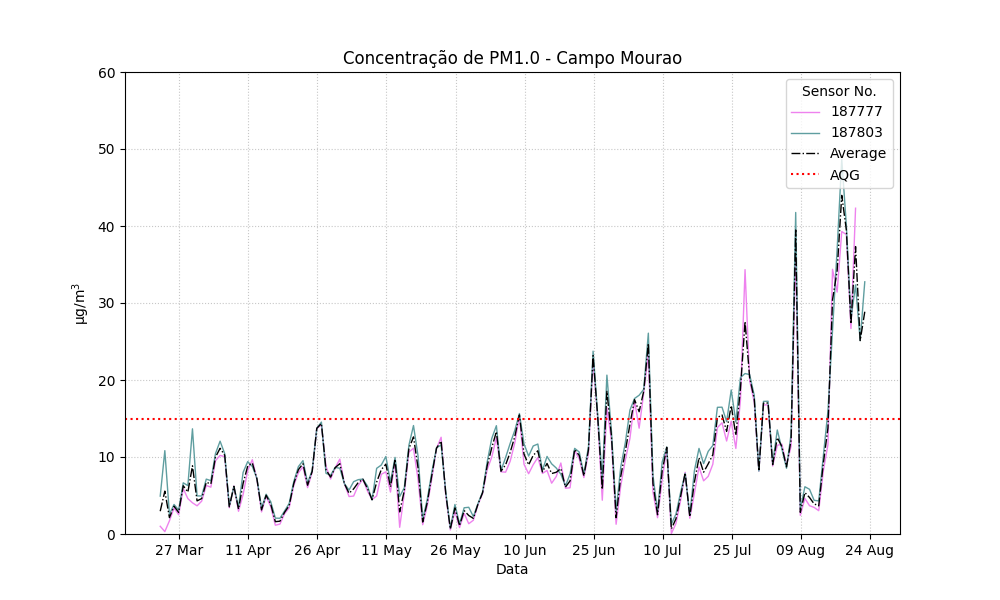 Concentração de PM1.0 - Campo Mourao
60
50
40
30
20
10
0
µg/m³
Sensor No.
187777
187803
Average
AQG
27 Mar
11 Apr
26 Apr
11 May
26 May
10 Jun
25 Jun
10 Jul
25 Jul
09 Aug
24 Aug
Data